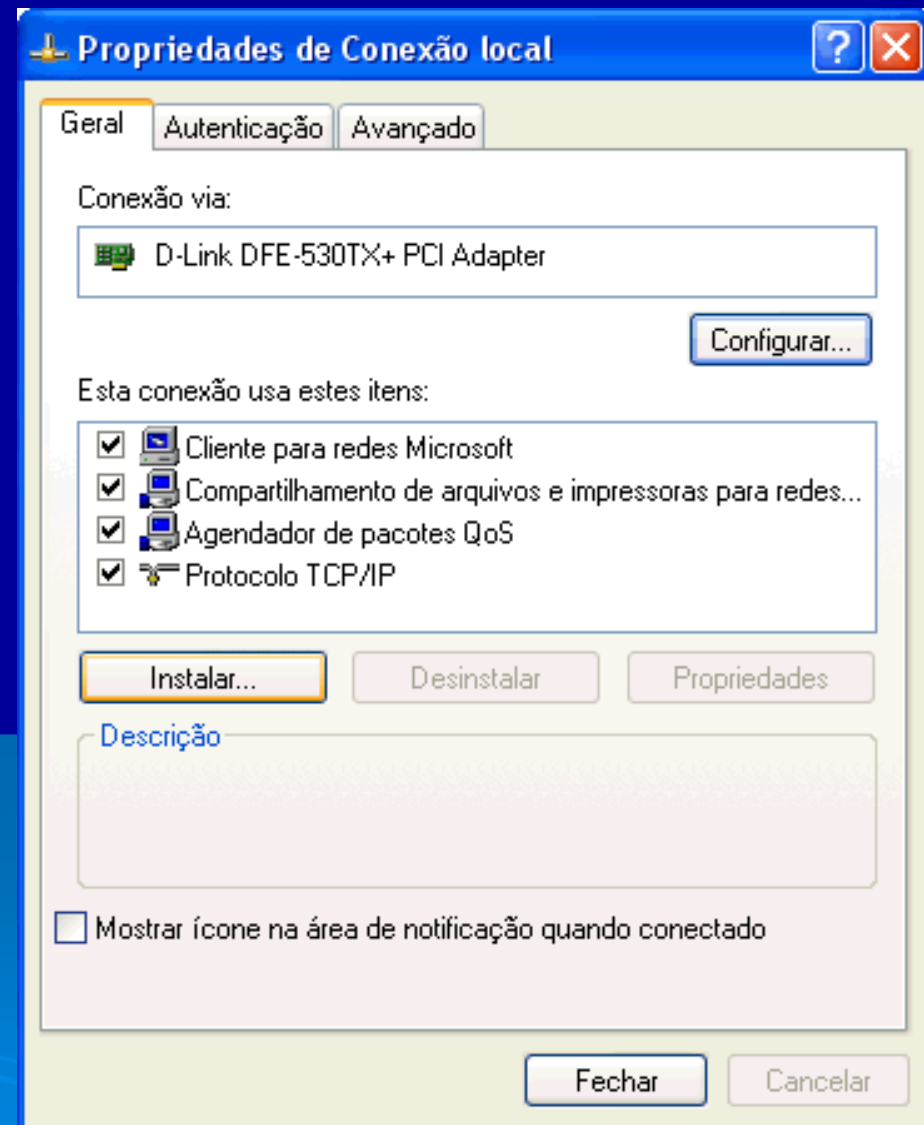 Propriedades de Conexão local
?
Geral Autenticação Avançado
Conexão via:
D-Link DFE-530TX+ PCI Adapter
Configurar...
Esta conexão usa estes itens:
Cliente para redes Microsoft
Compartilhamento de arquivos e impressoras para redes...
Agendador de pacotes QoS
Protocolo TCP/IP
Instalar... Desinstalar Propriedades
Descrição
Mostrar ícone na área de notificação quando conectado
Fechar Cancelar